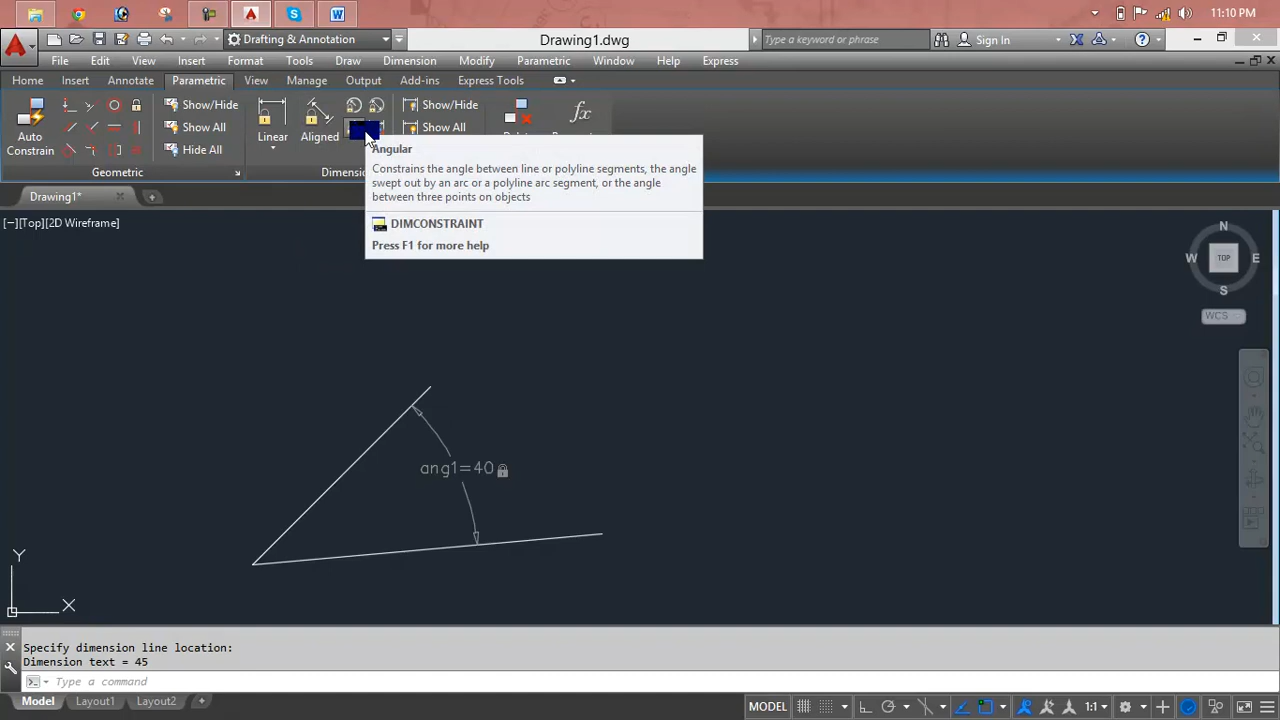 11:10 PM
Drafting & Annotation
Drawing1.dwg
Type a keyword or phrase
Sign In
File Edit View Insert Format Tools Draw Dimension Modify Parametric Window Help Express
Home Insert Annotate Parametric View Manage Output Add-ins Express Tools
Auto Constrain
Show/Hide
Show All
Hide All
Linear
Aligned
Show/Hide
Show All
fx
Geometric
Angular
Constrains the angle between line or polyline segments, the angle
swept out by an arc or a polyline arc segment, or the angle
between three points on objects
DIMCONSTRAINT
Press F1 for more help
Drawing1*
[−][Top][2D Wireframe]
N
W TOP E
S
WCS
ang1=40
Y
X
Specify dimension line location:
Dimension text = 45
Type a command
Model Layout1 Layout2 +
MODEL
1:1